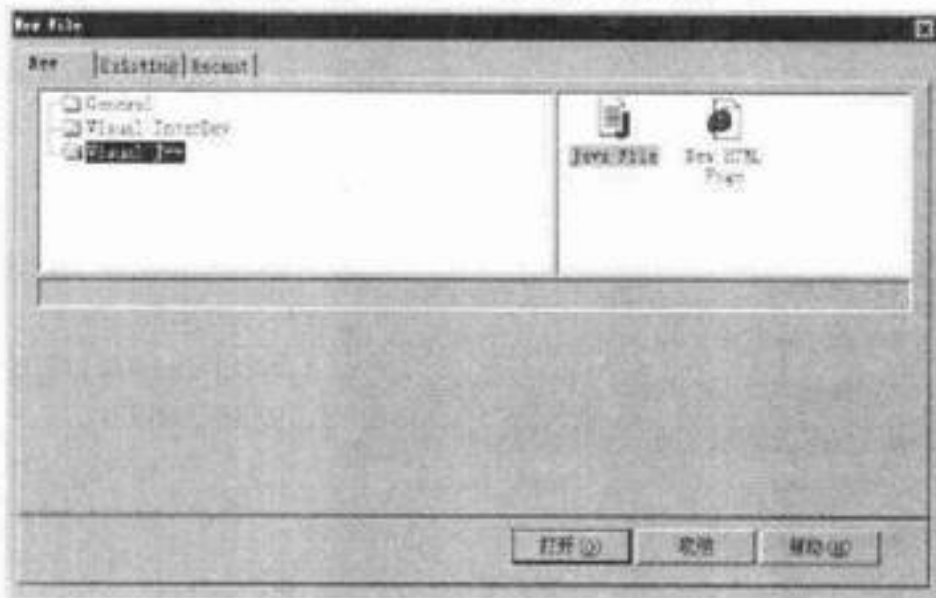 New File
New Existing Recent
General
Visual InterDev
Visual J++
Java File
New HTML Page
打开(O) 取消 帮助(H)